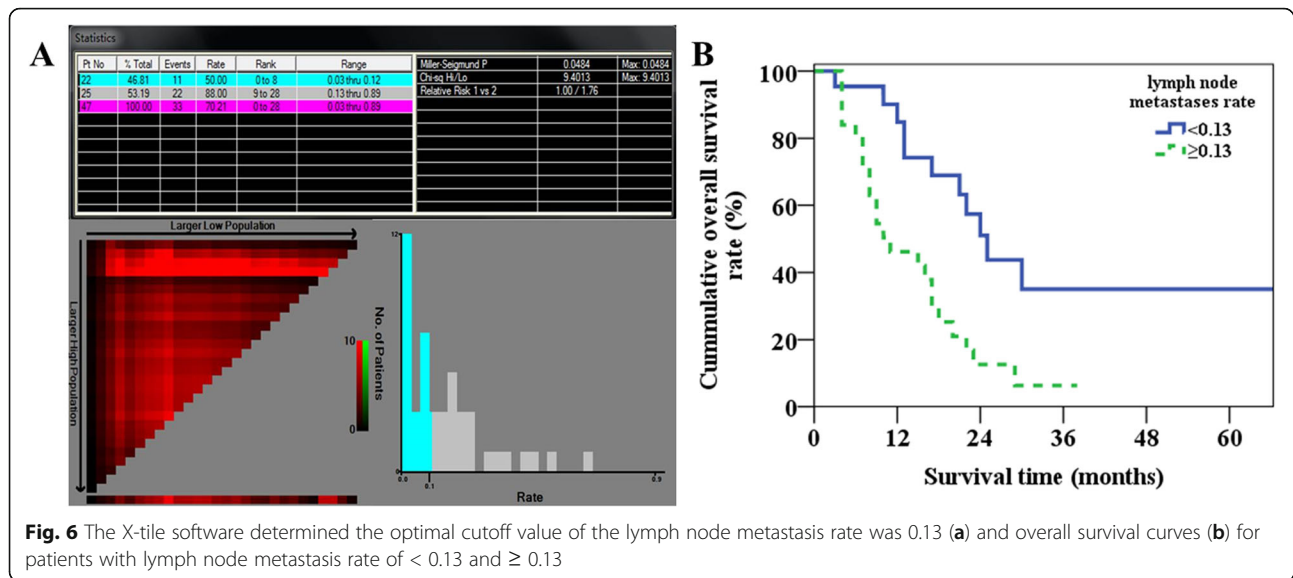 A
Statistics
Pt No % Total Events Rate Rank Range
22 46.81 11 50.00 0 to 8 0.03 thru 0.12
25 53.19 22 88.00 9 to 28 0.13 thru 0.89
47 100.00 33 70.21 0 to 28 0.03 thru 0.89
Miller-Seigmund P 0.0484 Max: 0.0484
Chi-sq Hi/Lo 9.4013 Max: 9.4013
Relative Risk 1 vs 2 1.00 / 1.76
Larger Low Population
Larger High Population
10
0
No. of Patients
12
0
0.0
0.1
0.9
Rate
B
Cummulative overall survival
rate (%)
100
80
60
40
20
0
0 12 24 36 48 60
Survival time (months)
lymph node
metastases rate
<0.13
≥0.13
Fig. 6 The X-tile software determined the optimal cutoff value of the lymph node metastasis rate was 0.13 (a) and overall survival curves (b) for
patients with lymph node metastasis rate of < 0.13 and ≥ 0.13